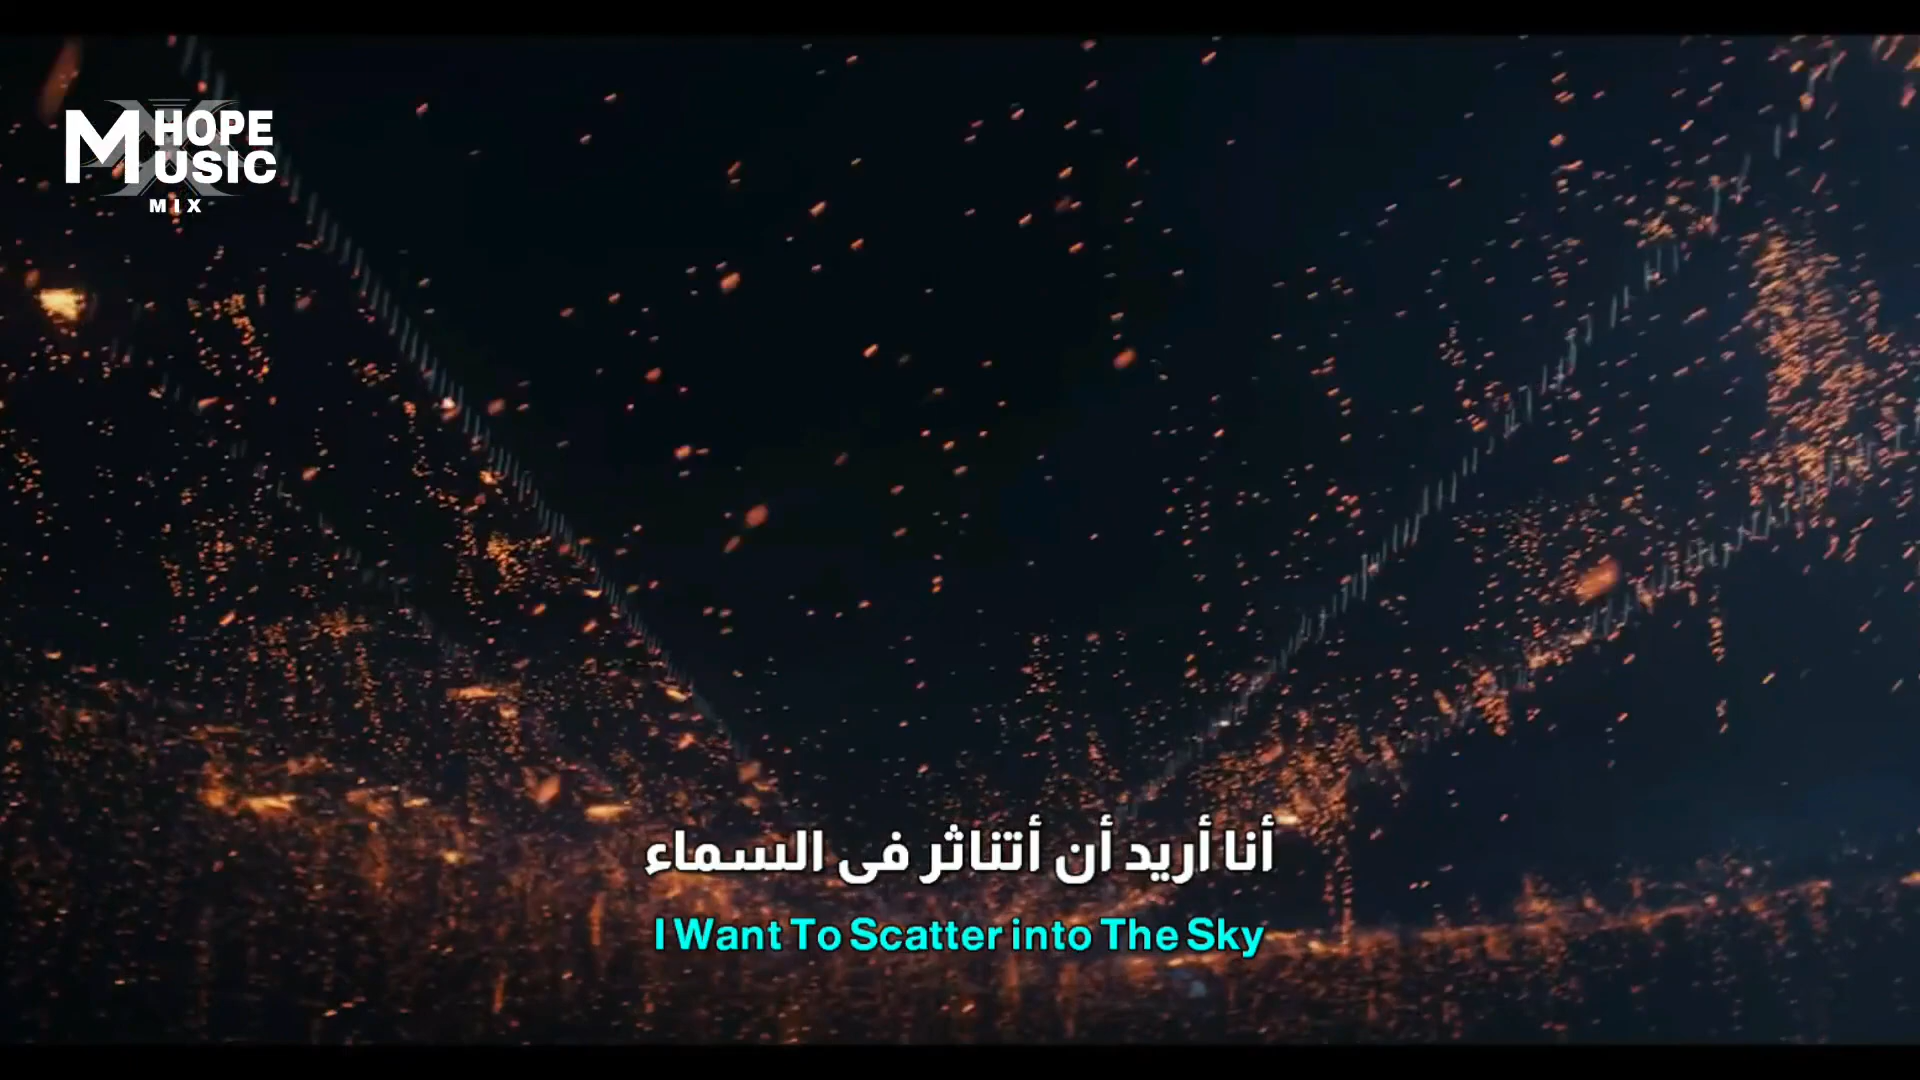 M HOPE
MUSIC
MIX
أنا أريد أن أتناثر فى السماء
I Want To Scatter into The Sky